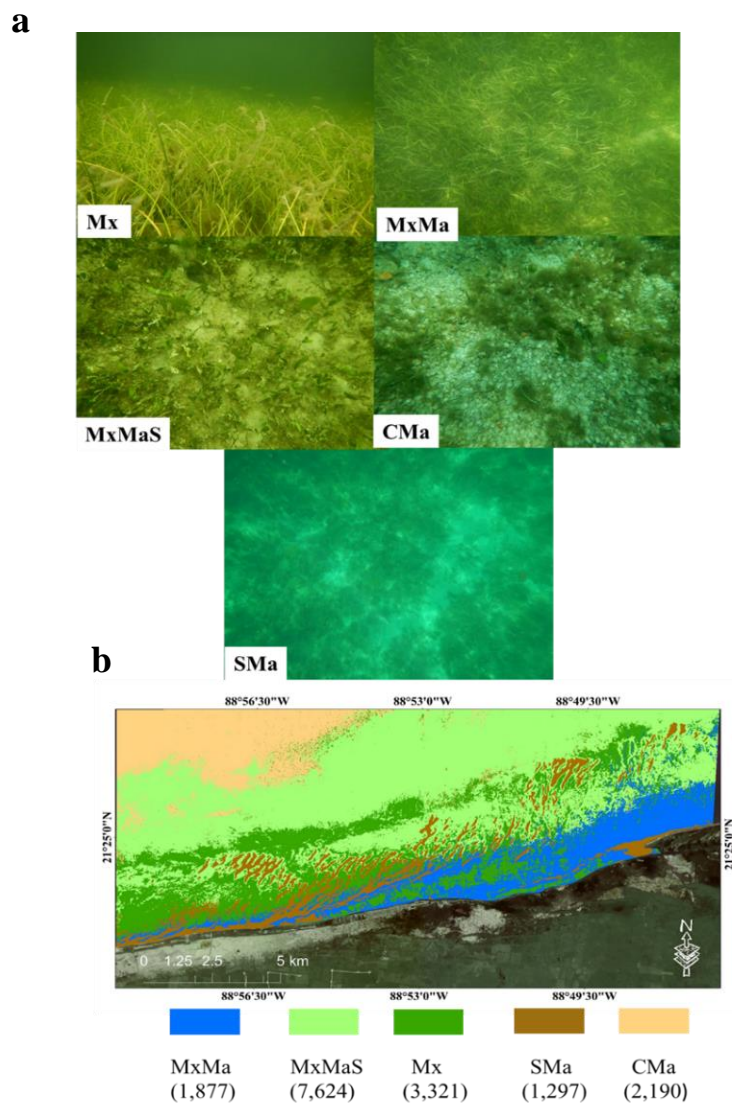 a
Mx
MxMa
MxMaS
CMa
SMa
b
88°56'30"W 88°53'0"W 88°49'30"W
21°25'0"N
21°25'0"N
N
0 1.25 2.5 5 km
88°56'30"W 88°53'0"W 88°49'30"W
MxMa MxMaS Mx SMa CMa
(1,877) (7,624) (3,321) (1,297) (2,190)